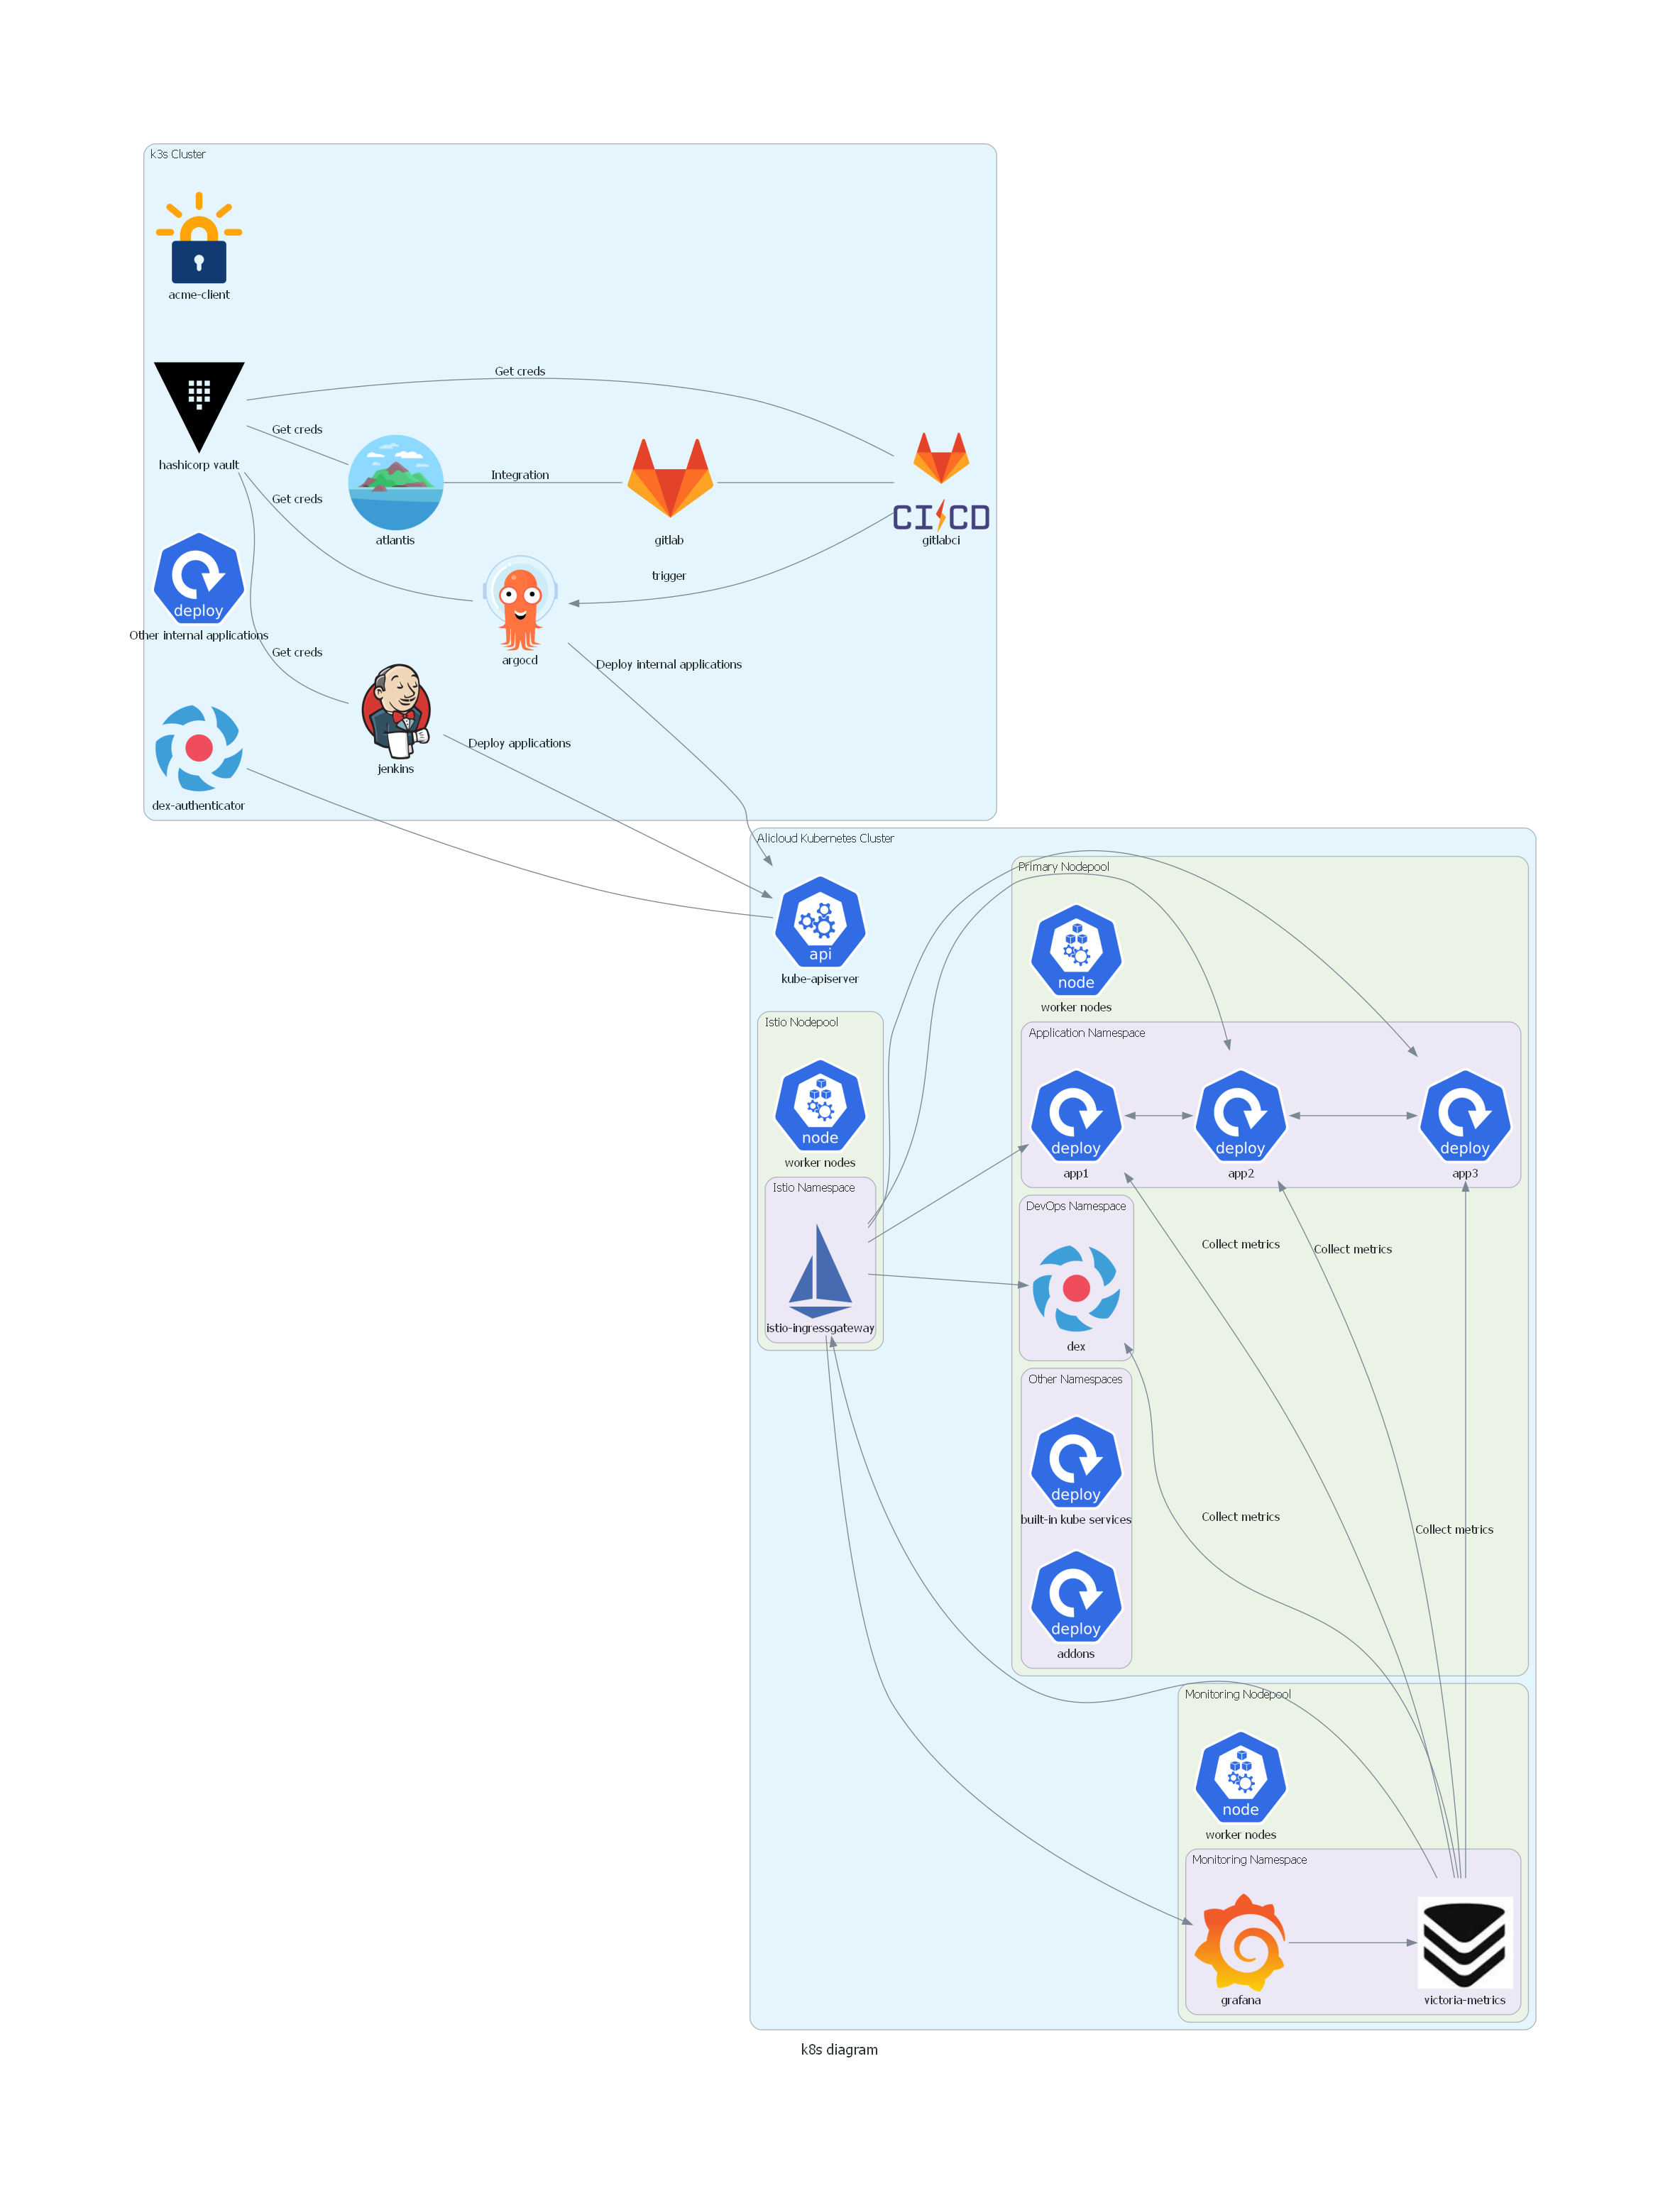 k3s Cluster
acme-client
Get creds
hashicorp vault
Get creds
Get creds
Integration
atlantis
gitlab
CI CD
gitlabci
trigger
deploy
Other internal applications
Get creds
argocd
Deploy internal applications
jenkins
Deploy applications
dex-authenticator
Alicloud Kubernetes Cluster
api
kube-apiserver
Primary Nodepool
node
worker nodes
Istio Nodepool
node
worker nodes
Istio Namespace
istio-ingressgateway
Application Namespace
deploy
app1
deploy
app2
deploy
app3
DevOps Namespace
dex
Collect metrics
Collect metrics
Other Namespaces
deploy
built-in kube services
Collect metrics
Collect metrics
deploy
addons
Monitoring Nodepool
node
worker nodes
Monitoring Namespace
grafana
victoria-metrics
k8s diagram